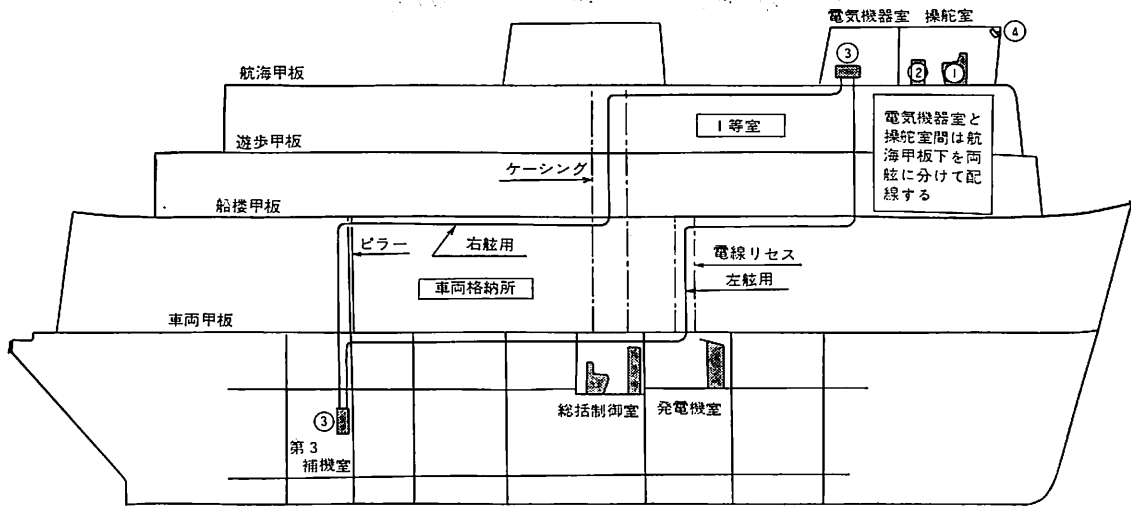 電気機器室 操舵室
④
③
②
①
航海甲板
1等室
電気機器室と
操舵室間は航
海甲板下を両
舷に分けて配
線する
遊歩甲板
ケーシング
船楼甲板
ピラー
右舷用
電線リセス
左舷用
車両格納所
車両甲板
総括制御室
発電機室
③
第3
補機室